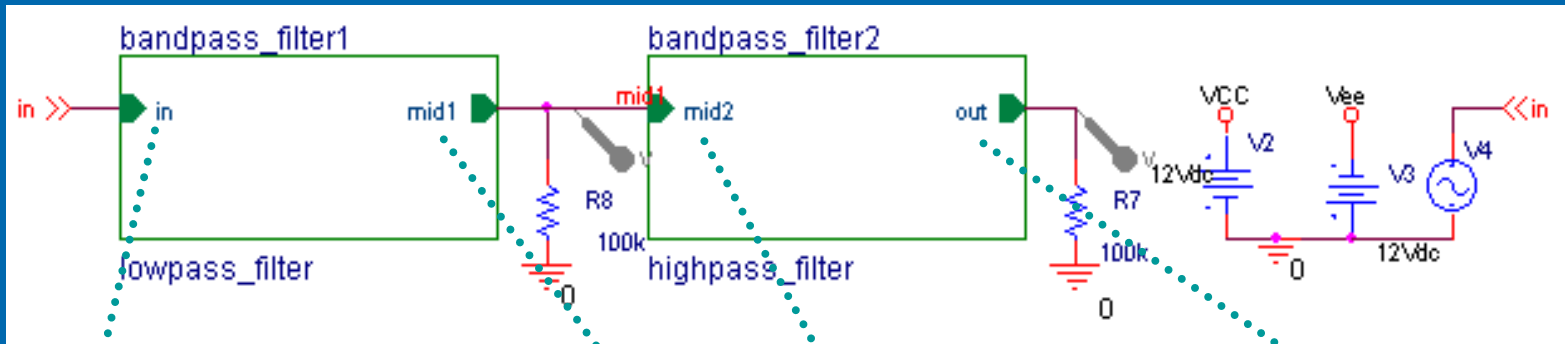 bandpass_filter1
bandpass_filter2
in
in
mid1
mid1
mid2
out
VCC
Vee
in
V2
V3
V4
V
V
12Vdc
R8
100k
R7
100k
12Vdc
lowpass_filter
highpass_filter
0
0
0